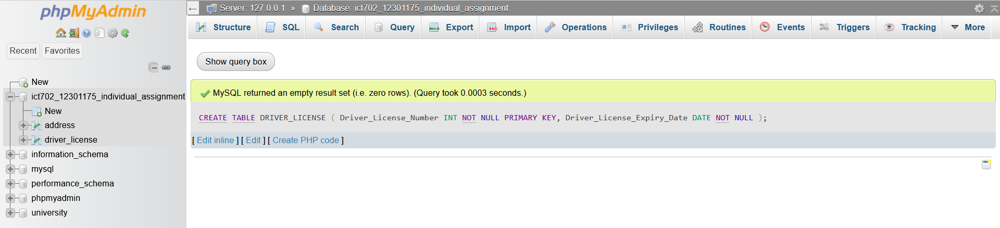 phpMyAdmin
Recent Favorites
New
ict702_12301175_individual_assignment
New
address
driver_license
information_schema
mysql
performance_schema
phpmyadmin
university
Server: 127.0.0.1 » Database: ict702_12301175_individual_assignment
Structure SQL Search Query Export Import Operations Privileges Routines Events Triggers Tracking More
Show query box
MySQL returned an empty result set (i.e. zero rows). (Query took 0.0003 seconds.)
CREATE TABLE DRIVER_LICENSE ( Driver_License_Number INT NOT NULL PRIMARY KEY, Driver_License_Expiry_Date DATE NOT NULL );
[ Edit inline ] [ Edit ] [ Create PHP code ]